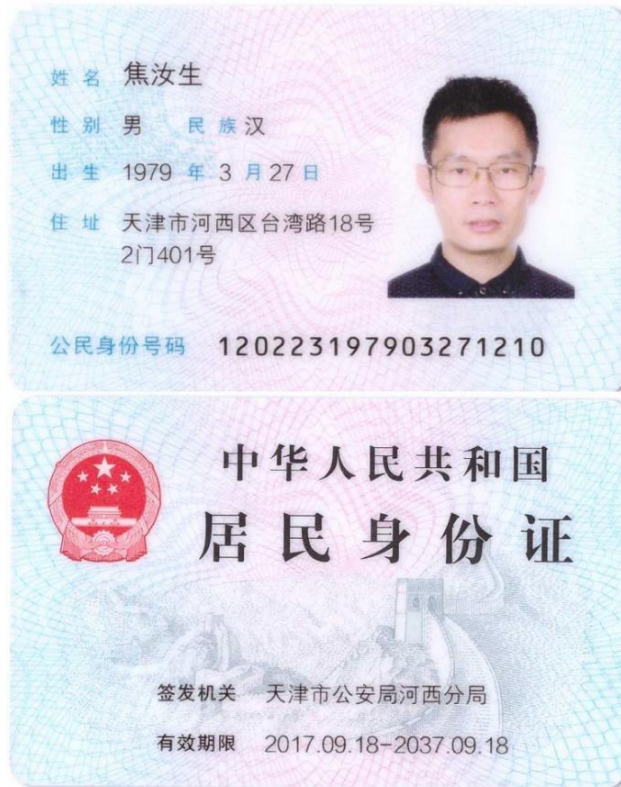 姓名 焦汝生
性别 男 民族 汉
出生 1979 年 3 月 27 日
住址 天津市河西区台湾路18号
2门401号
公民身份号码 120223197903271210
中华人民共和国
居民身份证
签发机关 天津市公安局河西分局
有效期限 2017.09.18-2037.09.18